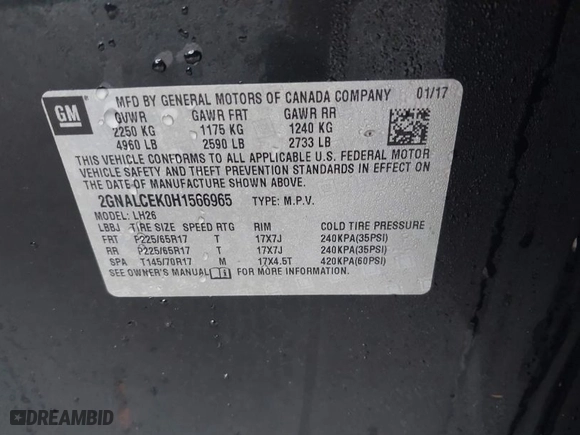 GM
MFD BY GENERAL MOTORS OF CANADA COMPANY 01/17
GVWR GAWR FRT GAWR RR
2250 KG 1175 KG 1240 KG
4960 LB 2590 LB 2733 LB
THIS VEHICLE CONFORMS TO ALL APPLICABLE U.S. FEDERAL MOTOR
VEHICLE SAFETY AND THEFT PREVENTION STANDARDS IN EFFECT ON
THE DATE OF MANUFACTURE SHOWN ABOVE.
2GNALCEK0H1566965 TYPE: M.P.V.
MODEL: LH26
LBBJ TIRE SIZE SPEED RTG RIM COLD TIRE PRESSURE
FRT P225/65R17 T 17X7J 240KPA(35PSI)
RR P225/65R17 T 17X7J 240KPA(35PSI)
SPA T145/70R17 M 17X4.5T 420KPA(60PSI)
SEE OWNER'S MANUAL
DREAMBID